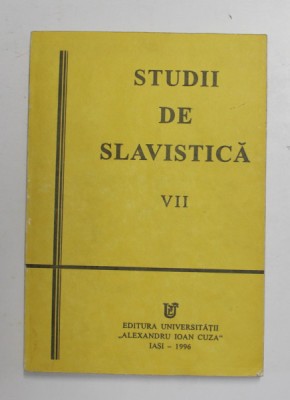 STUDII
DE
SLAVISTICĂ
VII
EDITURA UNIVERSITĂȚII
„ALEXANDRU IOAN CUZA”
IAȘI – 1996